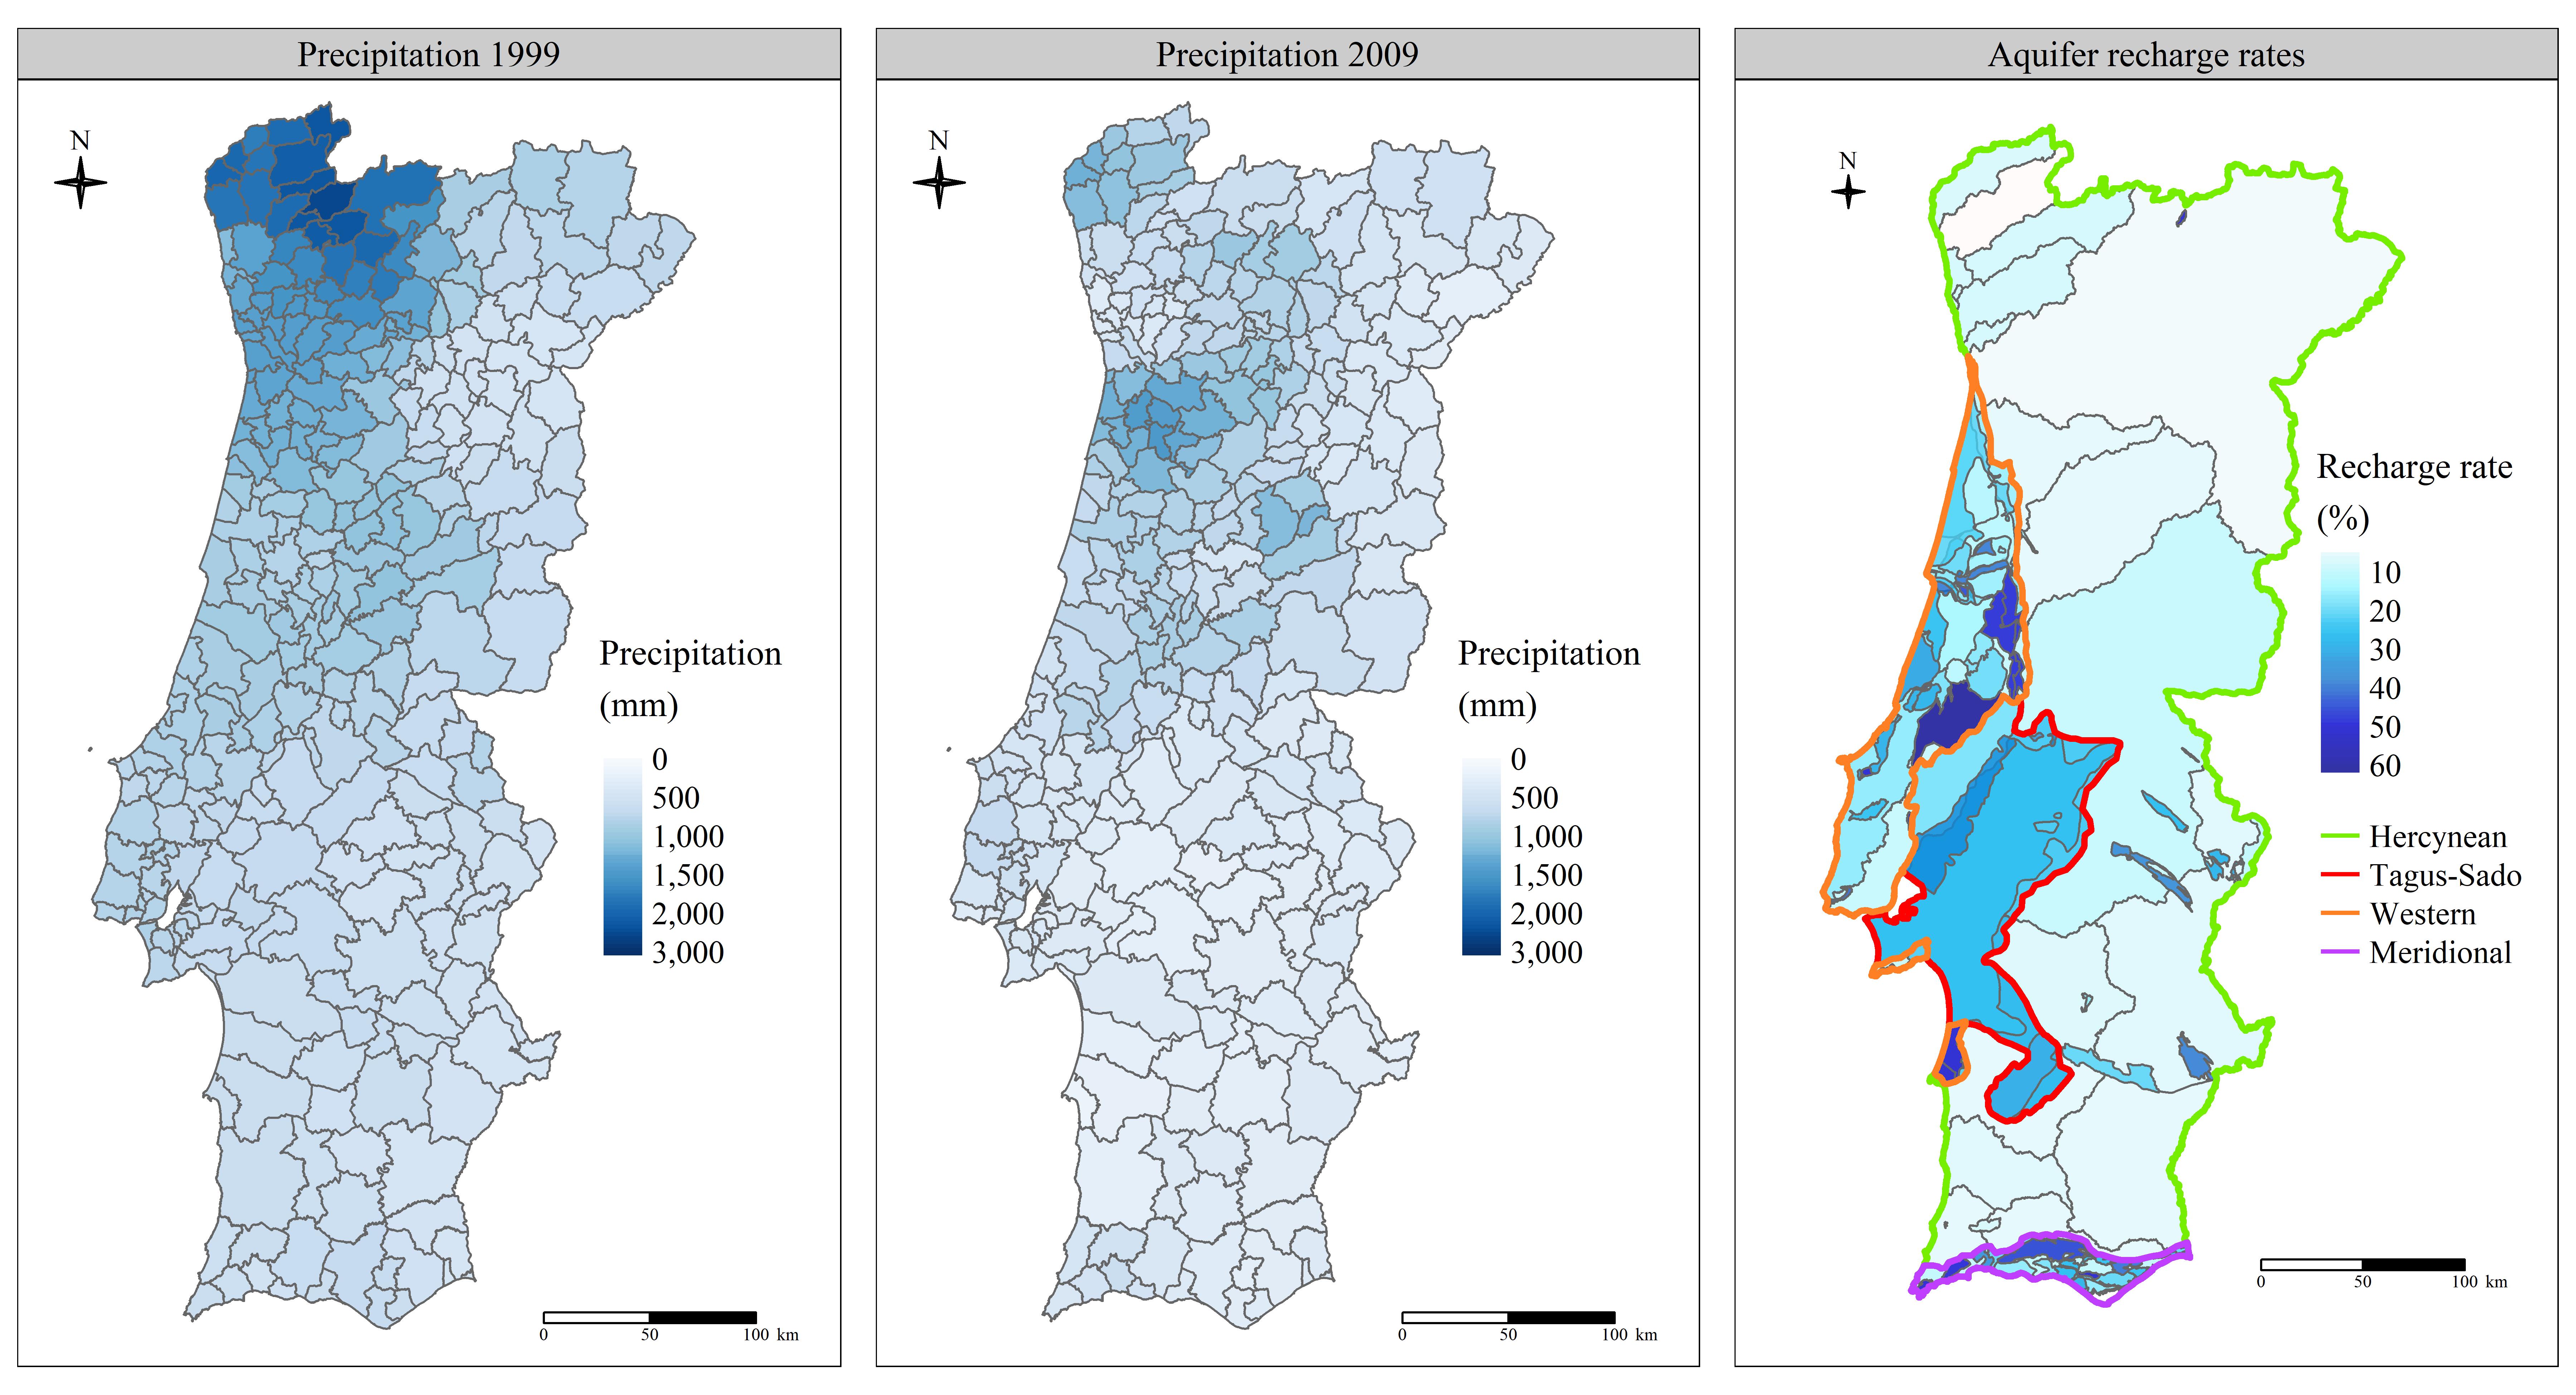 Precipitation 1999
N
Precipitation
(mm)
0
500
1,000
1,500
2,000
3,000
0 50 100 km
Precipitation 2009
N
Precipitation
(mm)
0
500
1,000
1,500
2,000
3,000
0 50 100 km
Aquifer recharge rates
N
Recharge rate
(%)
10
20
30
40
50
60
Hercynean
Tagus-Sado
Western
Meridional
0 50 100 km